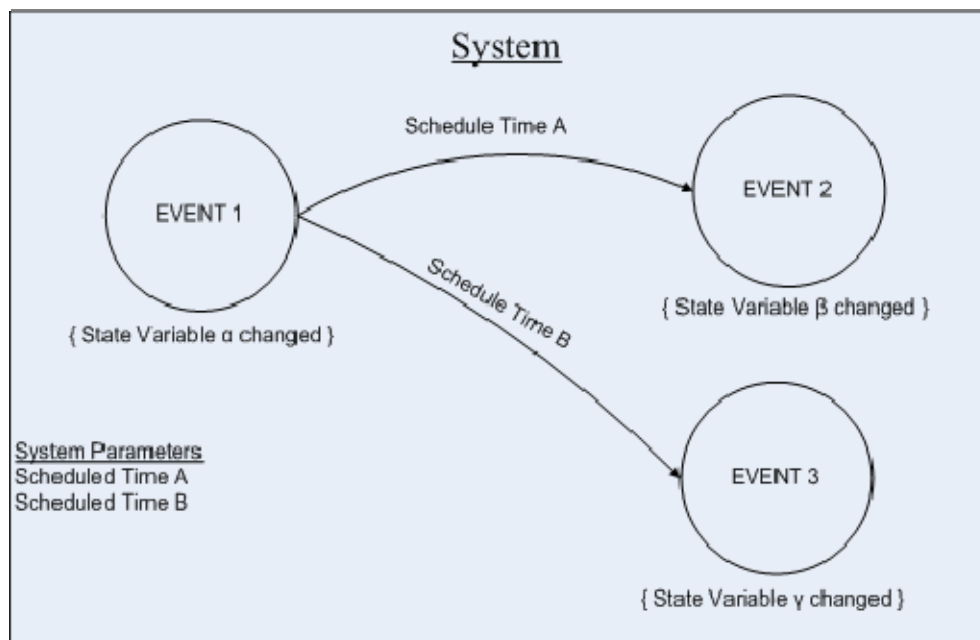 System
Schedule Time A
EVENT 1
EVENT 2
Schedule Time B
{ State Variable β changed }
{ State Variable α changed }
System Parameters
Scheduled Time A
Scheduled Time B
EVENT 3
{ State Variable γ changed }